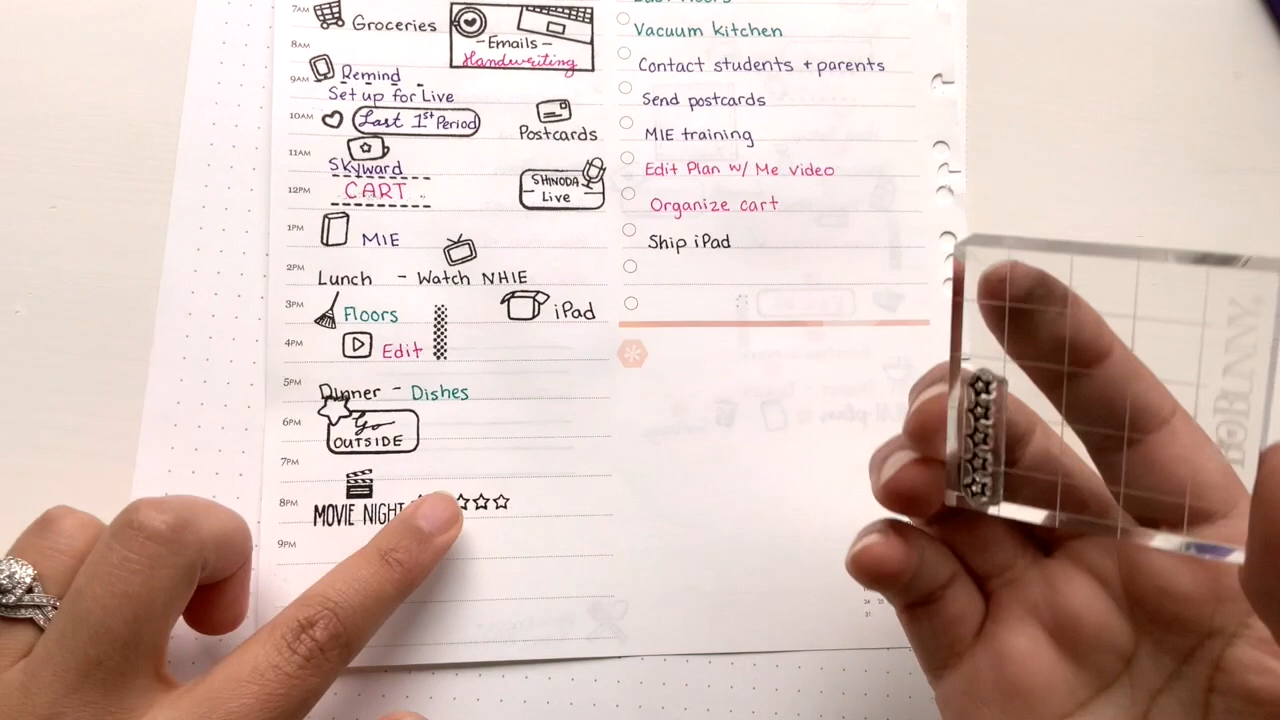 7AM
Groceries
- Emails -
Handwriting
8AM
9AM
Remind
Set up for Live
10AM
Last 1st Period
Postcards
11AM
Skyward
12PM
CART
SHINODA
Live
1PM
MIE
2PM
Lunch - Watch NHIE
3PM
Floors
iPad
4PM
Edit
5PM
Dinner - Dishes
6PM
Go
OUTSIDE
7PM
8PM
MOVIE NIGHT
9PM
Vacuum kitchen
Contact students + parents
Send postcards
MIE training
Edit Plan w/ Me video
Organize cart
Ship iPad